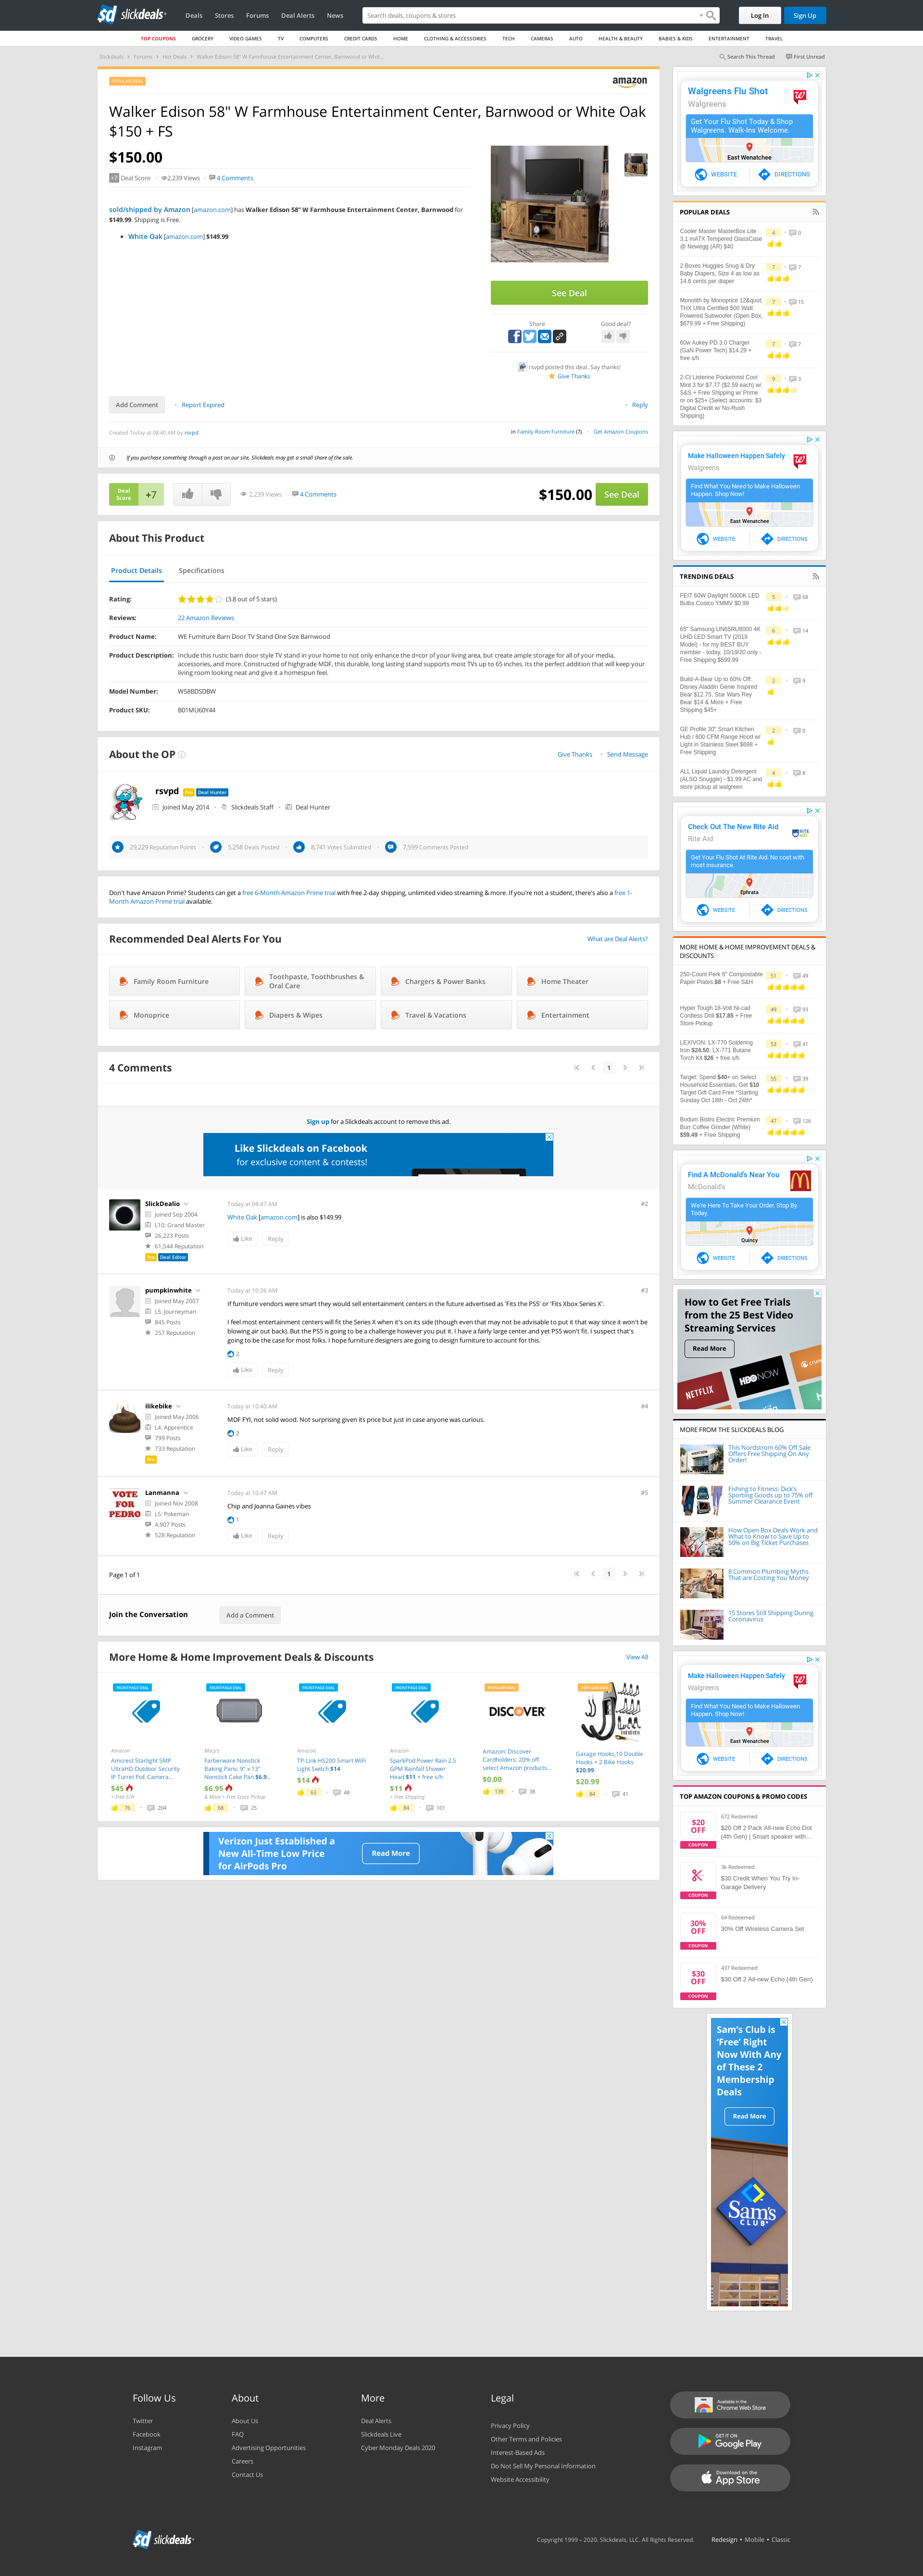 sd slickdeals
Deals Stores Forums Deal Alerts News
Search deals, coupons & stores
Log In Sign Up
TOP COUPONS GROCERY VIDEO GAMES TV COMPUTERS CREDIT CARDS HOME CLOTHING & ACCESSORIES TECH CAMERAS AUTO HEALTH & BEAUTY BABIES & KIDS ENTERTAINMENT TRAVEL
Slickdeals > Forums > Hot Deals > Walker Edison 58" W Farmhouse Entertainment Center, Barnwood or Whit...
Search This Thread First Unread
POPULAR DEAL
amazon
Walker Edison 58" W Farmhouse Entertainment Center, Barnwood or White Oak
$150 + FS
$150.00
+7 Deal Score 2,239 Views 4 Comments
sold/shipped by Amazon [amazon.com] has Walker Edison 58" W Farmhouse Entertainment Center, Barnwood for
$149.99. Shipping is Free.
White Oak [amazon.com] $149.99
See Deal
Share Good deal?
rsvpd posted this deal. Say thanks!
Give Thanks
Add Comment Report Expired Reply
Created Today at 08:40 AM by rsvpd
in Family Room Furniture (7) Get Amazon Coupons
If you purchase something through a post on our site, Slickdeals may get a small share of the sale.
Deal
Score
+7
2,239 Views 4 Comments
$150.00 See Deal
About This Product
Product Details Specifications
Rating: (3.8 out of 5 stars)
Reviews: 22 Amazon Reviews
Product Name: WE Furniture Barn Door TV Stand One Size Barnwood
Product Description: Include this rustic barn door style TV stand in your home to not only enhance the d+cor of your living area, but create ample storage for all of your media,
accessories, and more. Constructed of highgrade MDF, this durable, long lasting stand supports most TVs up to 65 inches. Its the perfect addition that will keep your
living room looking neat and give it a homespun feel.
Model Number: W58BDSDBW
Product SKU: B01MU60Y44
About the OP
Give Thanks Send Message
rsvpd Pro Deal Hunter
Joined May 2014 Slickdeals Staff Deal Hunter
29,229 Reputation Points 5,258 Deals Posted 8,741 Votes Submitted 7,599 Comments Posted
Don't have Amazon Prime? Students can get a free 6-Month Amazon Prime trial with free 2-day shipping, unlimited video streaming & more. If you're not a student, there's also a free 1-
Month Amazon Prime trial available.
Recommended Deal Alerts For You
What are Deal Alerts?
Family Room Furniture
Toothpaste, Toothbrushes &
Oral Care
Chargers & Power Banks
Home Theater
Monoprice
Diapers & Wipes
Travel & Vacations
Entertainment
4 Comments
1
Sign up for a Slickdeals account to remove this ad.
Like Slickdeals on Facebook
for exclusive content & contests!
SlickDealio
Joined Sep 2004
L10: Grand Master
26,223 Posts
61,544 Reputation
Pro Deal Editor
Today at 08:47 AM
#2
White Oak [amazon.com] is also $149.99
Like Reply
pumpkinwhite
Joined May 2007
L5: Journeyman
845 Posts
257 Reputation
Today at 10:36 AM
#3
If furniture vendors were smart they would sell entertainment centers in the future advertised as 'Fits the PS5' or 'Fits Xbox Series X'.
I feel most entertainment centers will fit the Series X when it's on its side (though even that may not be advisable to put it that way since it won't be
blowing air out back). But the PS5 is going to be a challenge however you put it. I have a fairly large center and yet PS5 won't fit. I suspect that's
going to be the case for most folks. I hope furniture designers are going to design furniture to account for this.
2
Like Reply
ilikebike
Joined May 2006
L4: Apprentice
799 Posts
733 Reputation
Pro
Today at 10:40 AM
#4
MDF FYI, not solid wood. Not surprising given its price but just in case anyone was curious.
2
Like Reply
VOTE
FOR
PEDRO
Lanmanna
Joined Nov 2008
L5: Pokeman
4,907 Posts
528 Reputation
Today at 10:47 AM
#5
Chip and Joanna Gaines vibes
1
Like Reply
Page 1 of 1
1
Join the Conversation Add a Comment
More Home & Home Improvement Deals & Discounts
View All
FRONTPAGE DEAL
Amazon
Amcrest Starlight 5MP
UltraHD Outdoor Security
IP Turret PoE Camera...
$45
+ Free S/H
76 204
FRONTPAGE DEAL
Macy's
Farberware Nonstick
Baking Pans: 9" x 13"
Nonstick Cake Pan $6.9...
$6.95
& More + Free Store Pickup
68 25
FRONTPAGE DEAL
Amazon
TP-Link HS200 Smart WiFi
Light Switch $14
$14
63 48
FRONTPAGE DEAL
Amazon
SparkPod Power Rain 2.5
GPM Rainfall Shower
Head $11 + free s/h
$11
+ Free Shipping
84 101
POPULAR DEAL
DISCOVER
Amazon: Discover
Cardholders: 20% off
select Amazon products...
$0.00
139 38
POPULAR DEAL
Garage Hooks,10 Double
Hooks + 2 Bike Hooks
$20.99
$20.99
84 41
Verizon Just Established a
New All-Time Low Price
for AirPods Pro
Read More
Walgreens Flu Shot
Walgreens
Get Your Flu Shot Today & Shop
Walgreens. Walk-Ins Welcome.
East Wenatchee
WEBSITE DIRECTIONS
POPULAR DEALS
Cooler Master MasterBox Lite
3.1 mATX Tempered GlassCase
@ Newegg (AR) $40
4 0
2 Boxes Huggies Snug & Dry
Baby Diapers, Size 4 as low as
14.6 cents per diaper
7 7
Monolith by Monoprice 12&quot;
THX Ultra Certified 500 Watt
Powered Subwoofer (Open Box,
$679.99 + Free Shipping)
7 15
60w Aukey PD 3.0 Charger
(GaN Power Tech) $14.29 +
free s/h
7 7
2-Ct Listerine Pocketmist Cool
Mint 3 for $7.77 ($2.59 each) w/
S&S + Free Shipping w/ Prime
or on $25+ (Select accounts: $3
Digital Credit w/ No-Rush
Shipping)
9 3
Make Halloween Happen Safely
Walgreens
Find What You Need to Make Halloween
Happen. Shop Now!
East Wenatchee
WEBSITE DIRECTIONS
TRENDING DEALS
FEIT 60W Daylight 5000K LED
Bulbs Costco YMMV $0.99
5 68
65" Samsung UN65RU8000 4K
UHD LED Smart TV (2019
Model) - for my BEST BUY
member - today, 10/19/20 only -
Free Shipping $599.99
6 14
Build-A-Bear Up to 60% Off:
Disney Aladdin Genie Inspired
Bear $12.75, Star Wars Rey
Bear $14 & More + Free
Shipping $45+
2 9
GE Profile 30" Smart Kitchen
Hub / 600 CFM Range Hood w/
Light in Stainless Steel $698 +
Free Shipping
2 0
ALL Liquid Laundry Detergent
(ALSO Snuggle) - $1.99 AC and
store pickup at walgreen
4 8
Check Out The New Rite Aid
Rite Aid
Get Your Flu Shot At Rite Aid. No cost with
most insurance.
Ephrata
WEBSITE DIRECTIONS
MORE HOME & HOME IMPROVEMENT DEALS &
DISCOUNTS
250-Count Perk 6" Compostable
Paper Plates $8 + Free S&H
51 49
Hyper Tough 18-Volt Ni-cad
Cordless Drill $17.85 + Free
Store Pickup
49 93
LEXIVON: LX-770 Soldering
Iron $24.50, LX-771 Butane
Torch Kit $26 + free s/h
53 41
Target: Spend $40+ on Select
Household Essentials, Get $10
Target Gift Card Free *Starting
Sunday Oct 18th - Oct 24th*
55 39
Bodum Bistro Electric Premium
Burr Coffee Grinder (White)
$59.49 + Free Shipping
47 126
Find A McDonald's Near You
McDonald's
We're Here To Take Your Order. Stop By
Today.
Quincy
WEBSITE DIRECTIONS
How to Get Free Trials
from the 25 Best Video
Streaming Services
Read More
NETFLIX HBO NOW crunchyroll
MORE FROM THE SLICKDEALS BLOG
This Nordstrom 60% Off Sale
Offers Free Shipping On Any
Order!
Fishing to Fitness: Dick's
Sporting Goods up to 75% off
Summer Clearance Event
How Open Box Deals Work and
What to Know to Save Up to
50% on Big Ticket Purchases
8 Common Plumbing Myths
That are Costing You Money
15 Stores Still Shipping During
Coronavirus
Make Halloween Happen Safely
Walgreens
Find What You Need to Make Halloween
Happen. Shop Now!
East Wenatchee
WEBSITE DIRECTIONS
TOP AMAZON COUPONS & PROMO CODES
$20
OFF
COUPON
672 Redeemed
$20 Off 2 Pack All-new Echo Dot
(4th Gen) | Smart speaker with...
COUPON
3k Redeemed
$30 Credit When You Try In-
Garage Delivery
30%
OFF
COUPON
64 Redeemed
30% Off Wireless Camera Set
$30
OFF
COUPON
437 Redeemed
$30 Off 2 All-new Echo (4th Gen)
Sam's Club is
'Free' Right
Now With Any
of These 2
Membership
Deals
Read More
Sam's
CLUB
Follow Us
Twitter
Facebook
Instagram
About
About Us
FAQ
Advertising Opportunities
Careers
Contact Us
More
Deal Alerts
Slickdeals Live
Cyber Monday Deals 2020
Legal
Privacy Policy
Other Terms and Policies
Interest-Based Ads
Do Not Sell My Personal Information
Website Accessibility
Available in the
Chrome Web Store
GET IT ON
Google Play
Download on the
App Store
sd slickdeals
Copyright 1999 – 2020. Slickdeals, LLC. All Rights Reserved. Redesign • Mobile • Classic